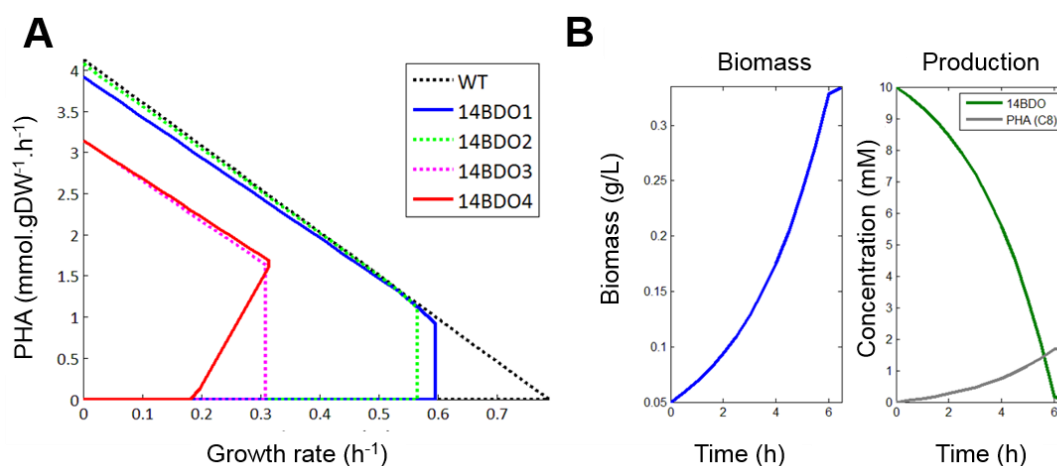 A
PHA (mmol.gDW⁻¹.h⁻¹)
4
3.5
3
2.5
2
1.5
1
0.5
0
0 0.1 0.2 0.3 0.4 0.5 0.6 0.7
Growth rate (h⁻¹)
WT
14BDO1
14BDO2
14BDO3
14BDO4
B
Biomass
Biomass (g/L)
0.3
0.25
0.2
0.15
0.1
0.05
0 2 4 6
Time (h)
Production
Concentration (mM)
10
9
8
7
6
5
4
3
2
1
0
0 2 4 6
Time (h)
14BDO
PHA (C8)